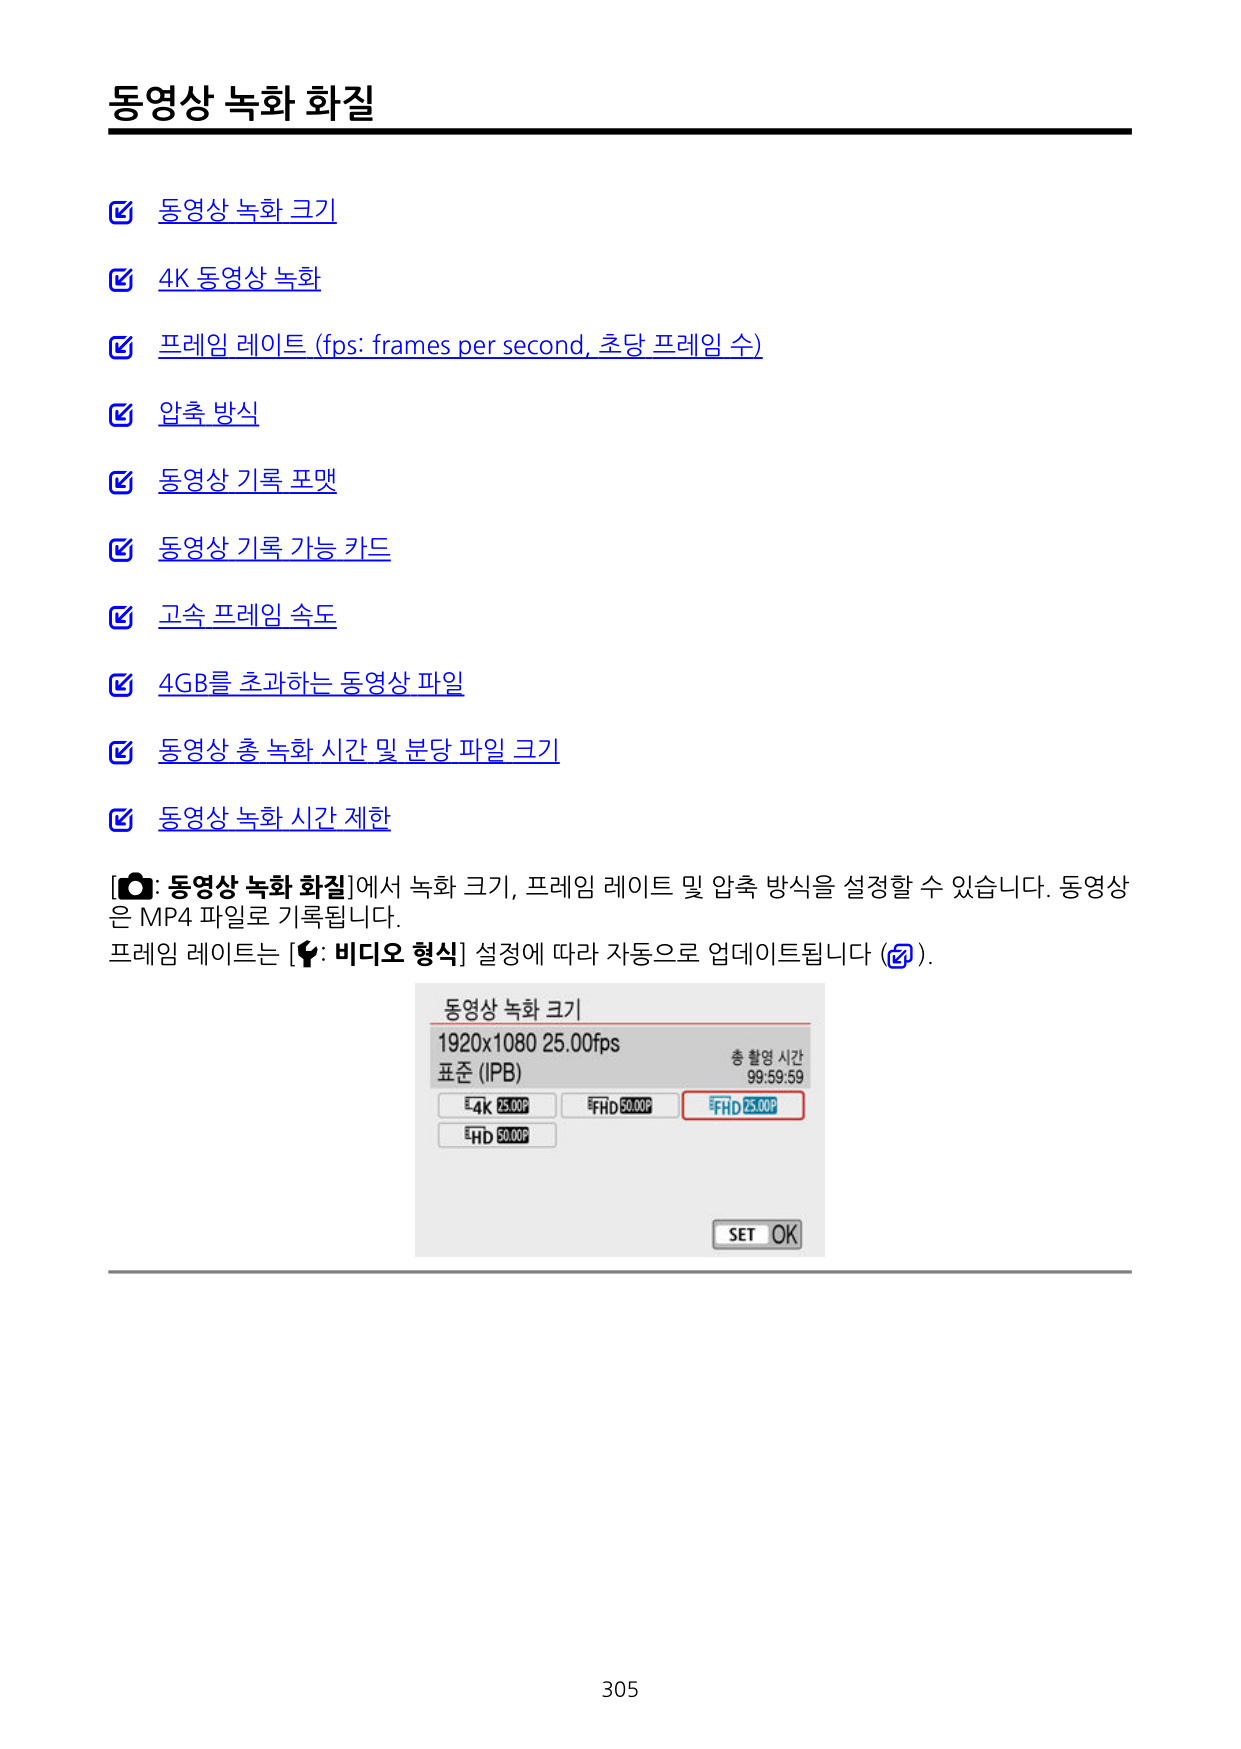 동영상 녹화 화질
동영상 녹화 크기
4K 동영상 녹화
프레임 레이트 (fps: frames per second, 초당 프레임 수)
압축 방식
동영상 기록 포맷
동영상 기록 가능 카드
고속 프레임 속도
4GB를 초과하는 동영상 파일
동영상 총 녹화 시간 및 분당 파일 크기
동영상 녹화 시간 제한
[: 동영상 녹화 화질]에서 녹화 크기, 프레임 레이트 및 압축 방식을 설정할 수 있습니다. 동영상
은 MP4 파일로 기록됩니다.
프레임 레이트는 [: 비디오 형식] 설정에 따라 자동으로 업데이트됩니다 ().
동영상 녹화 크기
1920x1080 25.00fps
표준 (IPB)
총 촬영 시간
99:59:59
4K 25.00P FHD 50.00P FHD 25.00P
HD 50.00P
SET OK
305